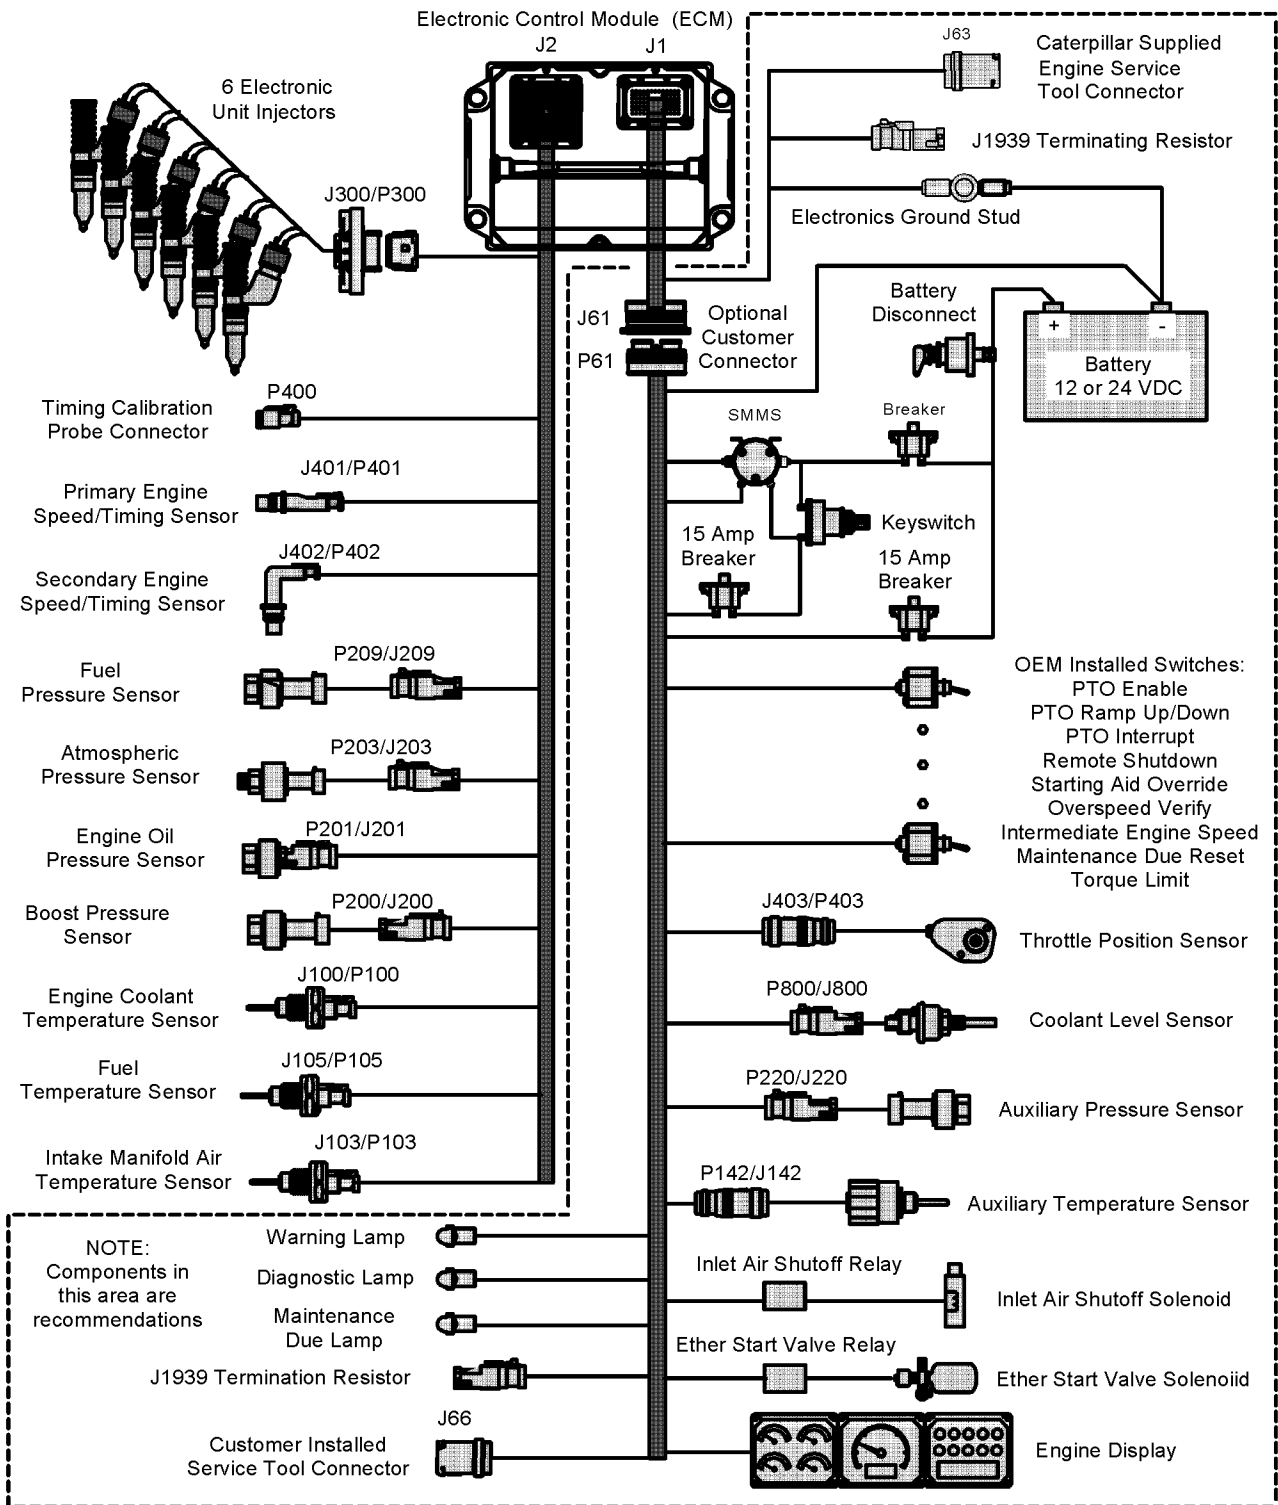 Electronic Control Module (ECM)
J2
J1
6 Electronic
Unit Injectors
J300/P300
J63
Caterpillar Supplied
Engine Service
Tool Connector
J1939 Terminating Resistor
Electronics Ground Stud
J61
P61
Optional
Customer
Connector
Battery
Disconnect
+
-
Battery
12 or 24 VDC
Timing Calibration
Probe Connector
P400
SMMS
Breaker
Primary Engine
Speed/Timing Sensor
J401/P401
Keyswitch
15 Amp
Breaker
15 Amp
Breaker
Secondary Engine
Speed/Timing Sensor
J402/P402
Fuel
Pressure Sensor
P209/J209
OEM Installed Switches:
PTO Enable
PTO Ramp Up/Down
PTO Interrupt
Remote Shutdown
Starting Aid Override
Overspeed Verify
Intermediate Engine Speed
Maintenance Due Reset
Torque Limit
Atmospheric
Pressure Sensor
P203/J203
Engine Oil
Pressure Sensor
P201/J201
Boost Pressure
Sensor
P200/J200
J403/P403
Throttle Position Sensor
Engine Coolant
Temperature Sensor
J100/P100
P800/J800
Coolant Level Sensor
Fuel
Temperature Sensor
J105/P105
P220/J220
Auxiliary Pressure Sensor
Intake Manifold Air
Temperature Sensor
J103/P103
P142/J142
Auxiliary Temperature Sensor
NOTE:
Components in
this area are
recommendations
Warning Lamp
Diagnostic Lamp
Maintenance
Due Lamp
J1939 Termination Resistor
J66
Customer Installed
Service Tool Connector
Inlet Air Shutoff Relay
Inlet Air Shutoff Solenoid
Ether Start Valve Relay
Ether Start Valve Solenoiid
Engine Display